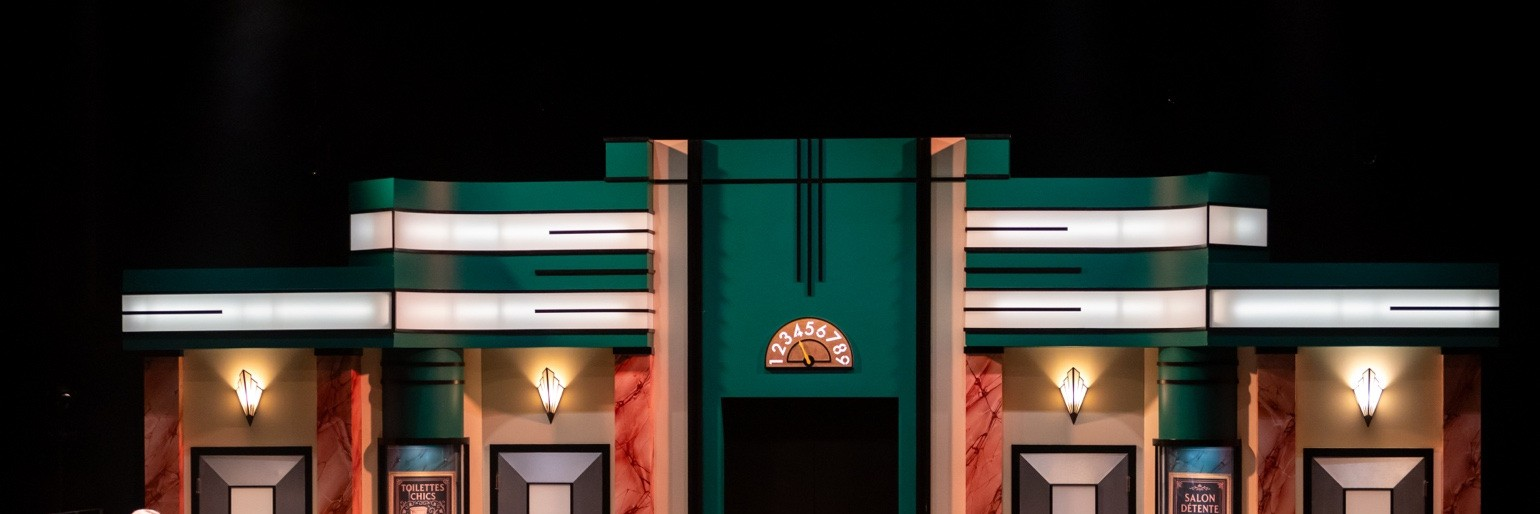 123456789
TOILETTES
CHICS
SALON
DÉTENTE